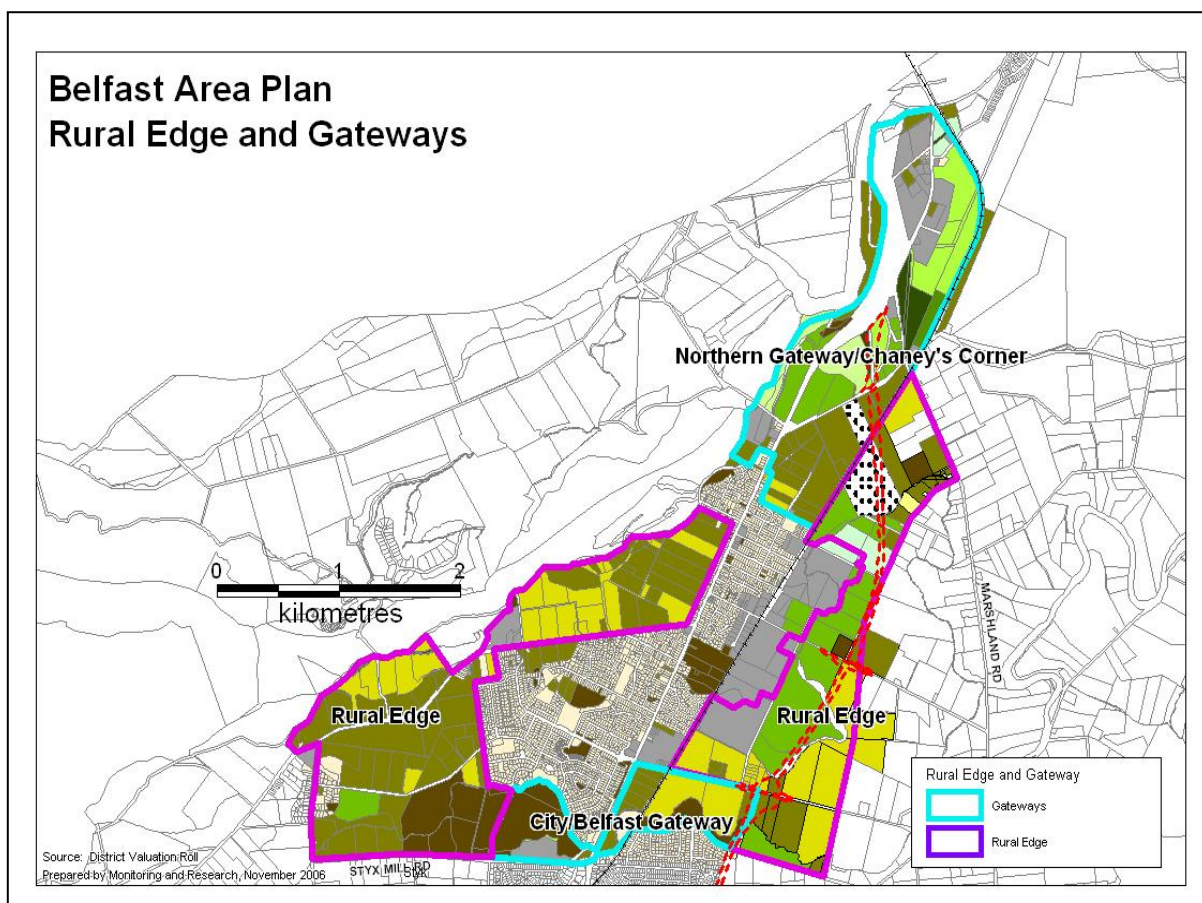 Belfast Area Plan
Rural Edge and Gateways
Northern Gateway/Chaney's Corner
0 1 2
kilometres
MARSHLAND RD
Rural Edge
Rural Edge
Rural Edge and Gateway
Gateways
Rural Edge
City/Belfast Gateway
Source: District Valuation Roll
Prepared by Monitoring and Research, November 2006
STYX MILL RD